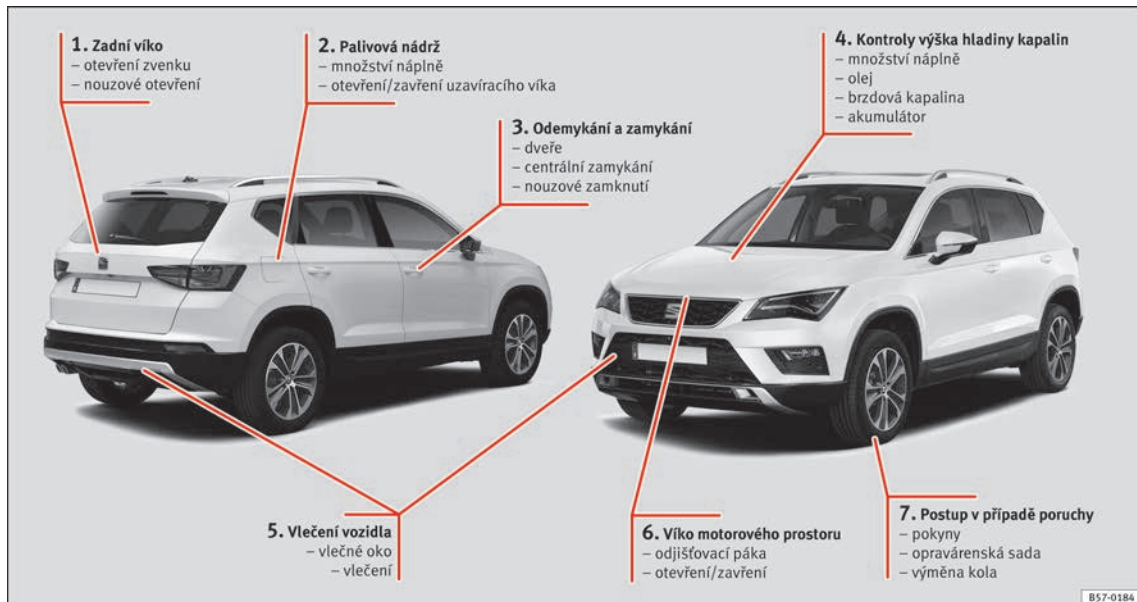 1. Zadní víko
– otevření zvenku
– nouzové otevření
2. Palivová nádrž
– množství náplně
– otevření/zavření uzavíracího víka
3. Odemykání a zamykání
– dveře
– centrální zamykání
– nouzové zamknutí
4. Kontroly výška hladiny kapalin
– množství náplně
– olej
– brzdová kapalina
– akumulátor
5. Vlečení vozidla
– vlečné oko
– vlečení
6. Víko motorového prostoru
– odjišťovací páka
– otevření/zavření
7. Postup v případě poruchy
– pokyny
– opravárenská sada
– výměna kola
B57-0184